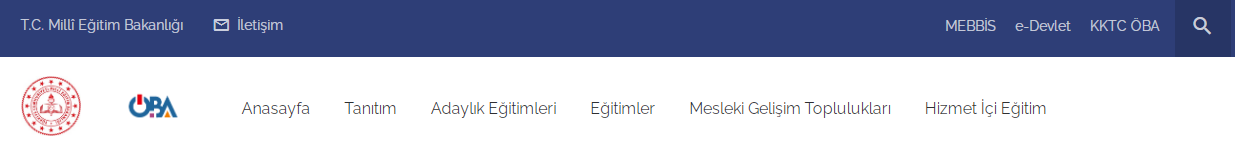 T.C. Millî Eğitim Bakanlığı İletişim MEBBİS e-Devlet KKTC ÖBA
ÖBA Anasayfa Tanıtım Adaylık Eğitimleri Eğitimler Mesleki Gelişim Toplulukları Hizmet İçi Eğitim